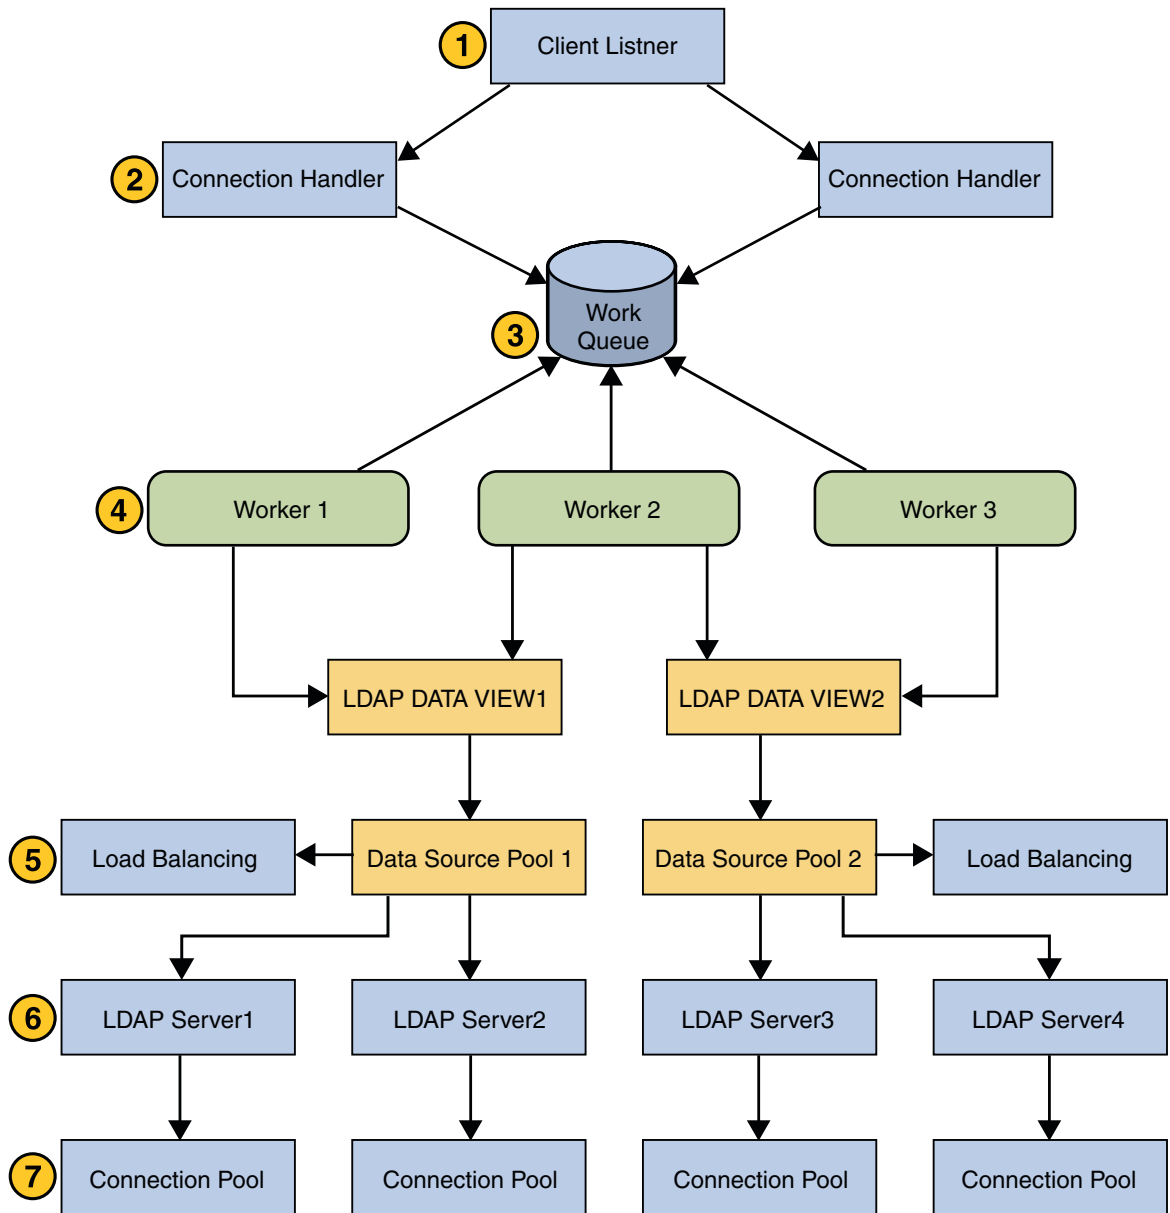 1
Client Listner
2
Connection Handler
Connection Handler
3
Work
Queue
4
Worker 1
Worker 2
Worker 3
LDAP DATA VIEW1
LDAP DATA VIEW2
5
Load Balancing
Data Source Pool 1
Data Source Pool 2
Load Balancing
6
LDAP Server1
LDAP Server2
LDAP Server3
LDAP Server4
7
Connection Pool
Connection Pool
Connection Pool
Connection Pool